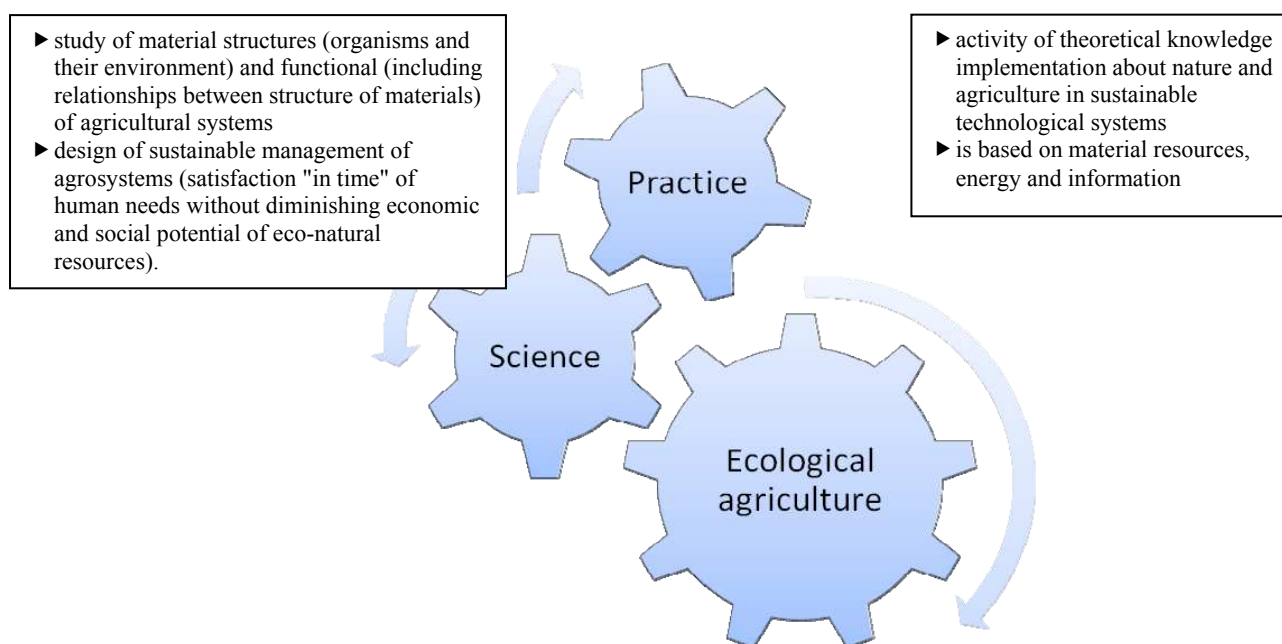 ▶ study of material structures (organisms and
their environment) and functional (including
relationships between structure of materials)
of agricultural systems
▶ design of sustainable management of
agrosystems (satisfaction "in time" of
human needs without diminishing economic
and social potential of eco-natural
resources).
▶ activity of theoretical knowledge
implementation about nature and
agriculture in sustainable
technological systems
▶ is based on material resources,
energy and information
Practice
Science
Ecological
agriculture